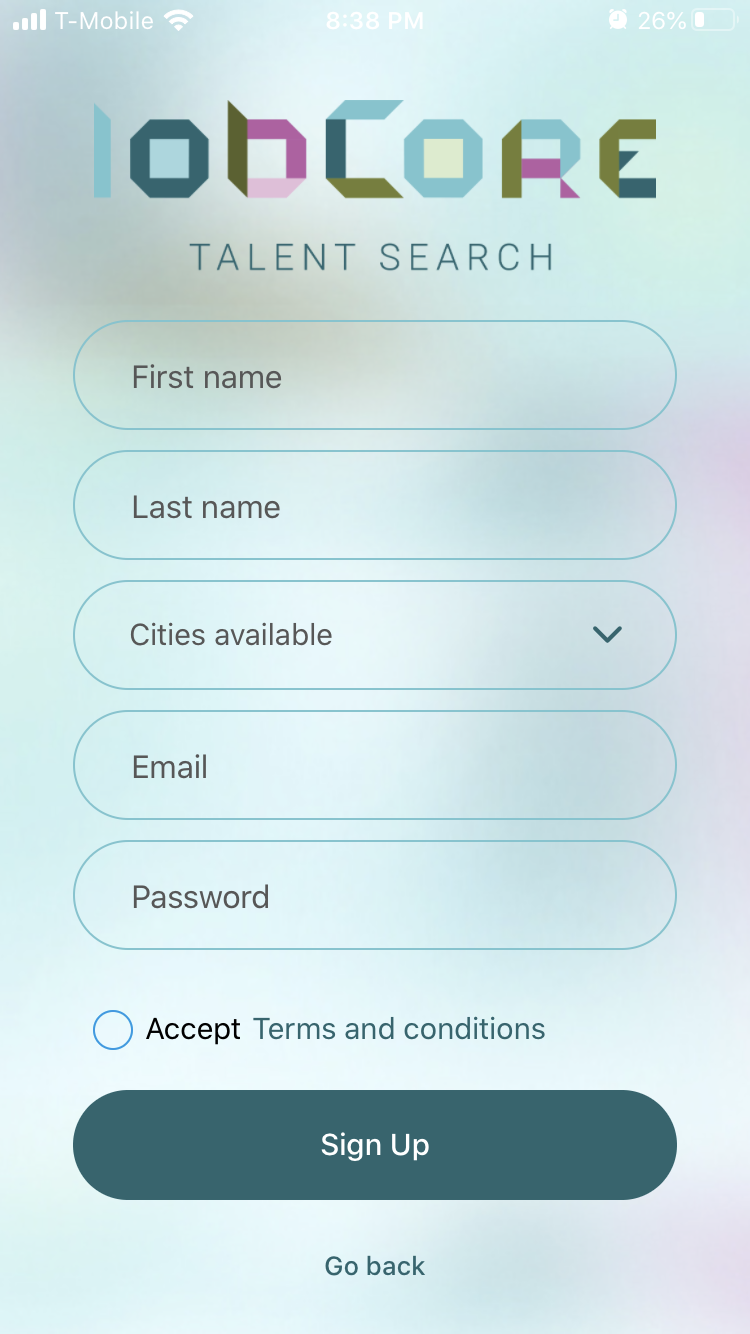 T-Mobile 8:38 PM 26%
JobCore
TALENT SEARCH
First name
Last name
Cities available
Email
Password
Accept Terms and conditions
Sign Up
Go back